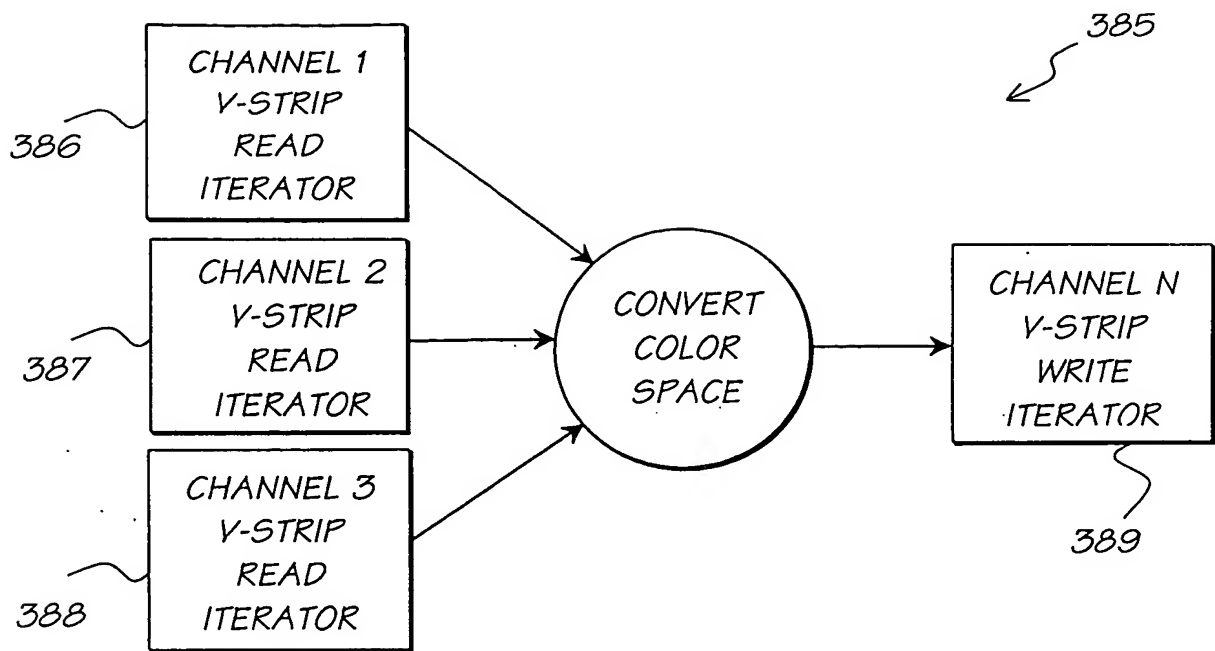 385
CHANNEL 1
V-STRIP
READ
ITERATOR
386
CHANNEL 2
V-STRIP
READ
ITERATOR
387
CHANNEL 3
V-STRIP
READ
ITERATOR
388
CONVERT
COLOR
SPACE
CHANNEL N
V-STRIP
WRITE
ITERATOR
389